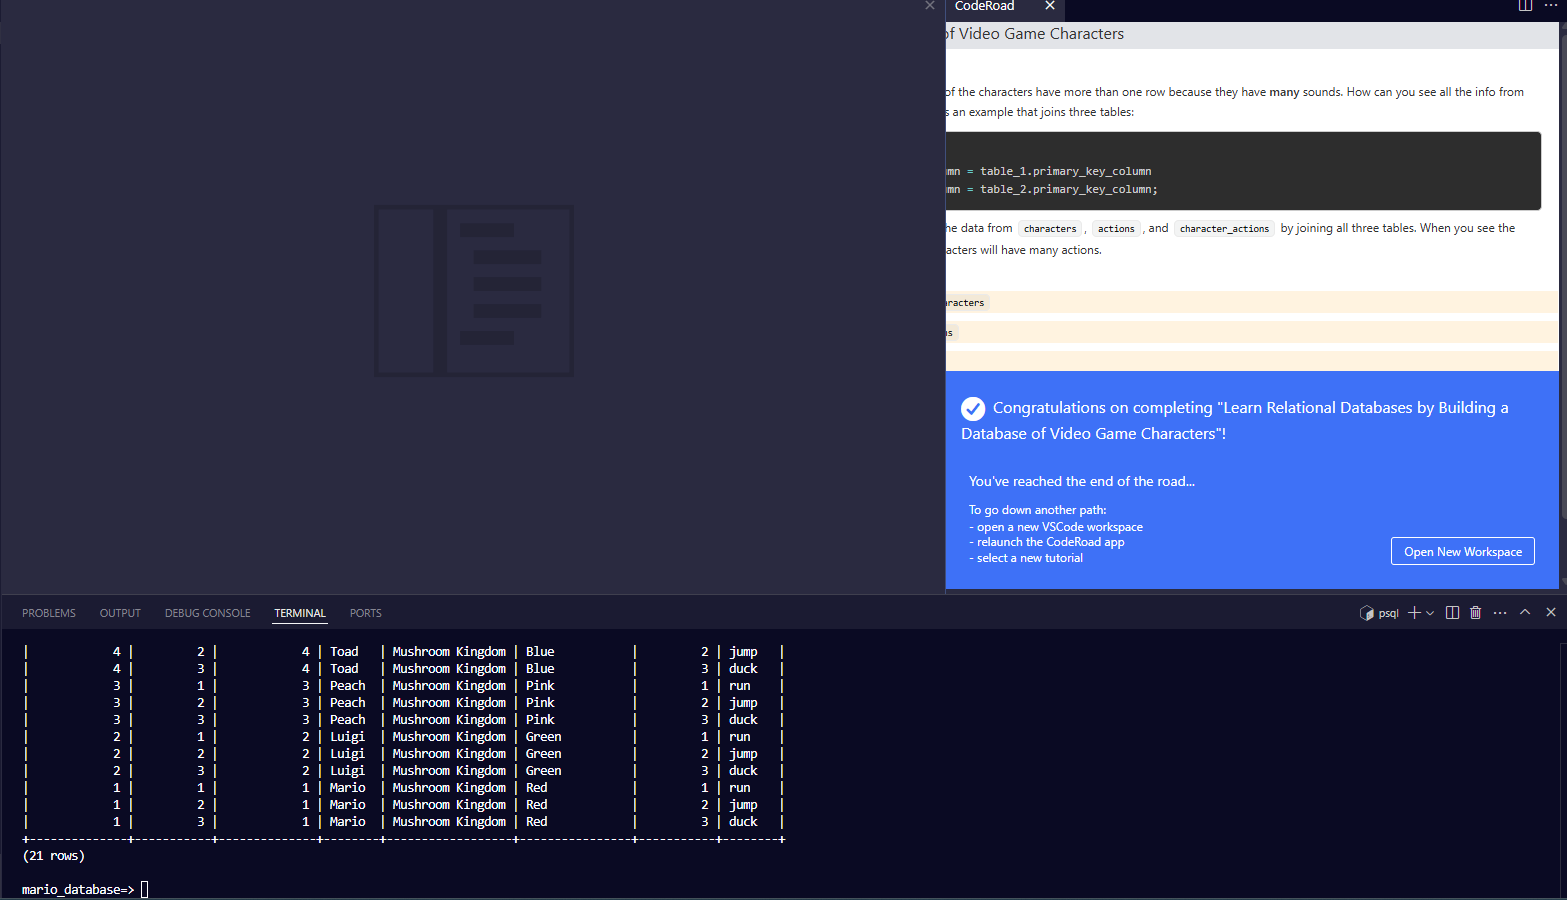 CodeRoad
of Video Game Characters
of the characters have more than one row because they have many sounds. How can you see all the info from
an example that joins three tables:
= table_1.primary_key_column
= table_2.primary_key_column;
he data from characters, actions, and character_actions by joining all three tables. When you see the
acters will have many actions.
aracters
Congratulations on completing "Learn Relational Databases by Building a
Database of Video Game Characters"!
You've reached the end of the road...
To go down another path:
- open a new VSCode workspace
- relaunch the CodeRoad app
- select a new tutorial
Open New Workspace
PROBLEMS OUTPUT DEBUG CONSOLE TERMINAL PORTS
psql
| 4 | 2 | 4 | Toad | Mushroom Kingdom | Blue | 2 | jump |
| 4 | 3 | 4 | Toad | Mushroom Kingdom | Blue | 3 | duck |
| 3 | 1 | 3 | Peach | Mushroom Kingdom | Pink | 1 | run |
| 3 | 2 | 3 | Peach | Mushroom Kingdom | Pink | 2 | jump |
| 3 | 3 | 3 | Peach | Mushroom Kingdom | Pink | 3 | duck |
| 2 | 1 | 2 | Luigi | Mushroom Kingdom | Green | 1 | run |
| 2 | 2 | 2 | Luigi | Mushroom Kingdom | Green | 2 | jump |
| 2 | 3 | 2 | Luigi | Mushroom Kingdom | Green | 3 | duck |
| 1 | 1 | 1 | Mario | Mushroom Kingdom | Red | 1 | run |
| 1 | 2 | 1 | Mario | Mushroom Kingdom | Red | 2 | jump |
| 1 | 3 | 1 | Mario | Mushroom Kingdom | Red | 3 | duck |
(21 rows)
mario_database=>